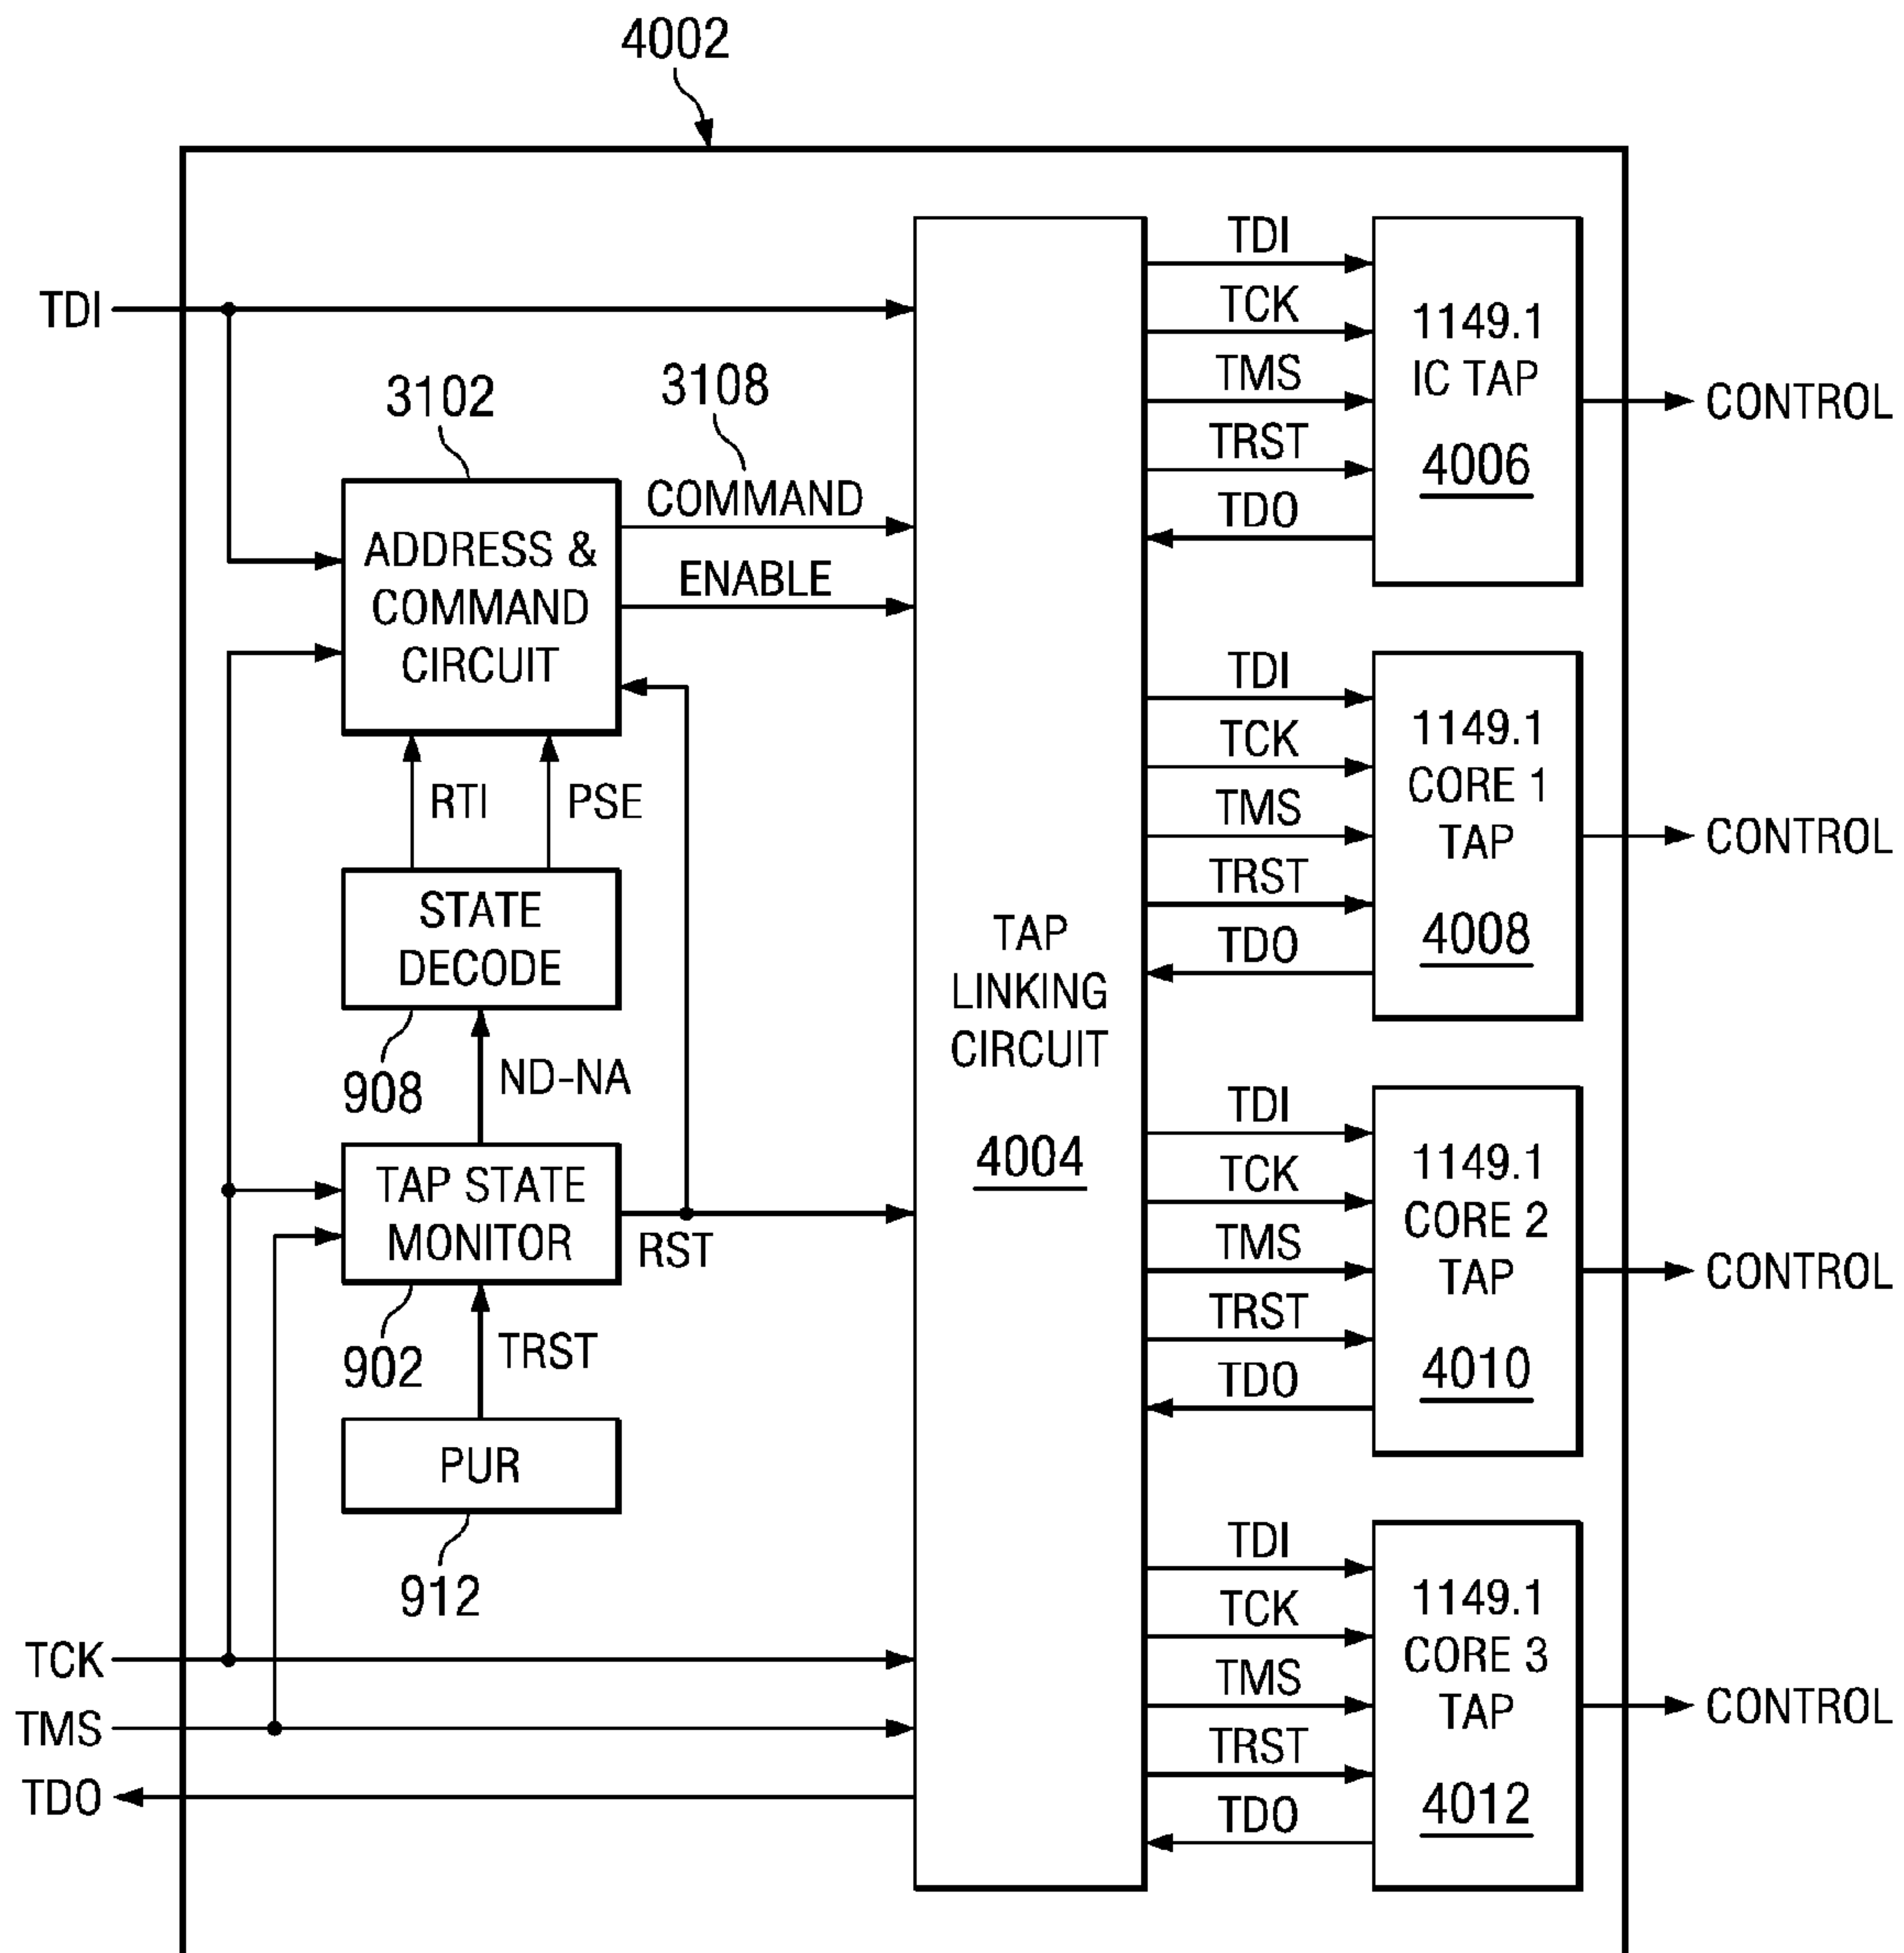 4002
TDI
3102
3108
ADDRESS &
COMMAND
CIRCUIT
COMMAND
ENABLE
RTI
PSE
STATE
DECODE
908
ND-NA
TAP STATE
MONITOR
RST
902
TRST
PUR
912
TCK
TMS
TDO
TAP
LINKING
CIRCUIT
4004
TDI
TCK
TMS
TRST
TDO
1149.1
IC TAP
4006
CONTROL
TDI
TCK
TMS
TRST
TDO
1149.1
CORE 1
TAP
4008
CONTROL
TDI
TCK
TMS
TRST
TDO
1149.1
CORE 2
TAP
4010
CONTROL
TDI
TCK
TMS
TRST
TDO
1149.1
CORE 3
TAP
4012
CONTROL